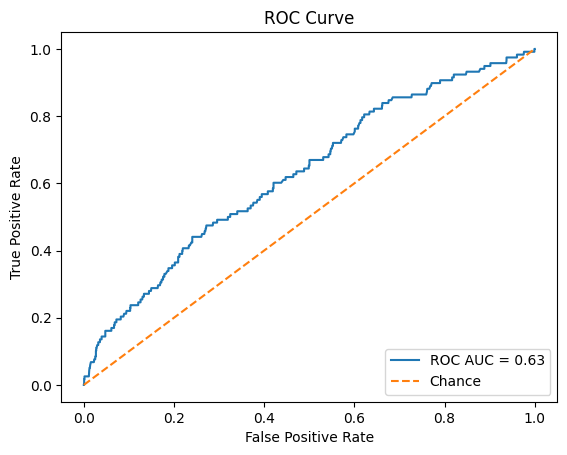 ROC Curve
True Positive Rate
1.0
0.8
0.6
0.4
0.2
0.0
ROC AUC = 0.63
Chance
0.0 0.2 0.4 0.6 0.8 1.0
False Positive Rate